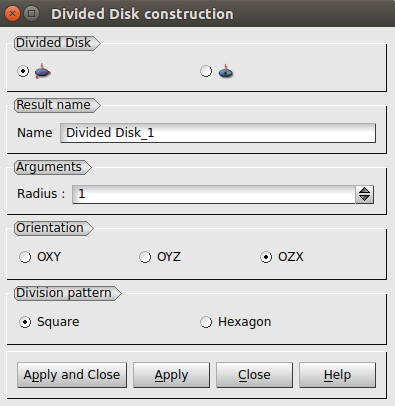 Divided Disk construction
Divided Disk
Result name
Name Divided Disk_1
Arguments
Radius : 1
Orientation
OXY OYZ OZX
Division pattern
Square Hexagon
Apply and Close Apply Close Help